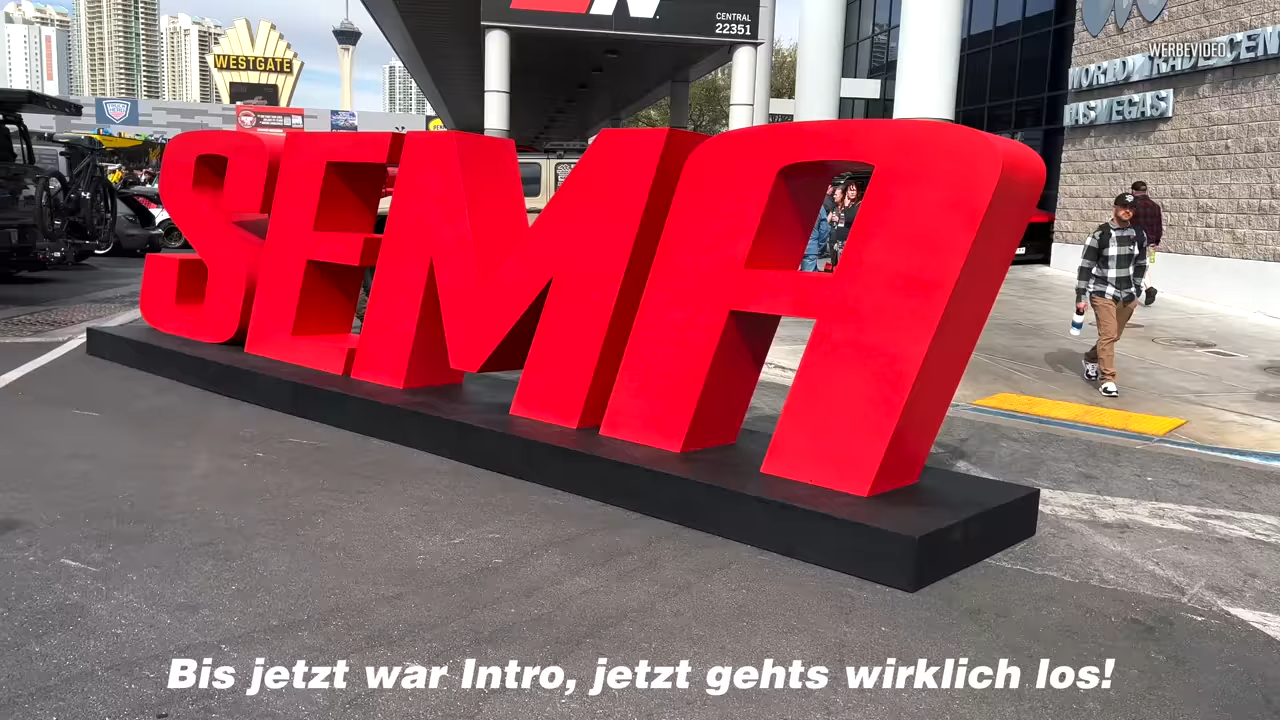 CENTRAL
22351
WESTGATE
WERBEVIDEO
WORLD TRADE CEN
LAS VEGAS
SEMA
Bis jetzt war Intro, jetzt gehts wirklich los!